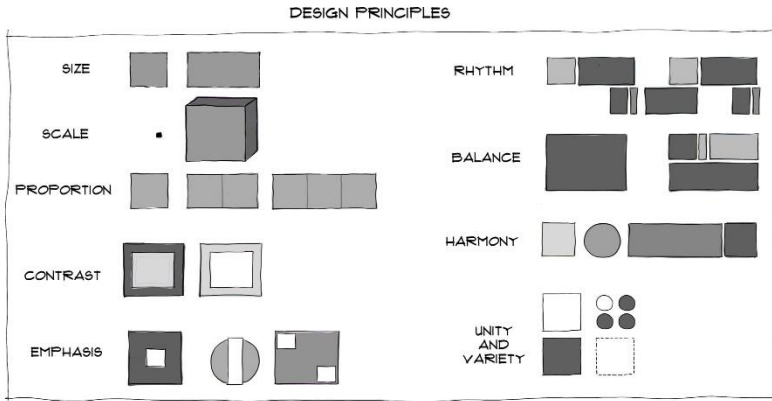 DESIGN PRINCIPLES
SIZE
SCALE
PROPORTION
CONTRAST
EMPHASIS
RHYTHM
BALANCE
HARMONY
UNITY
AND
VARIETY